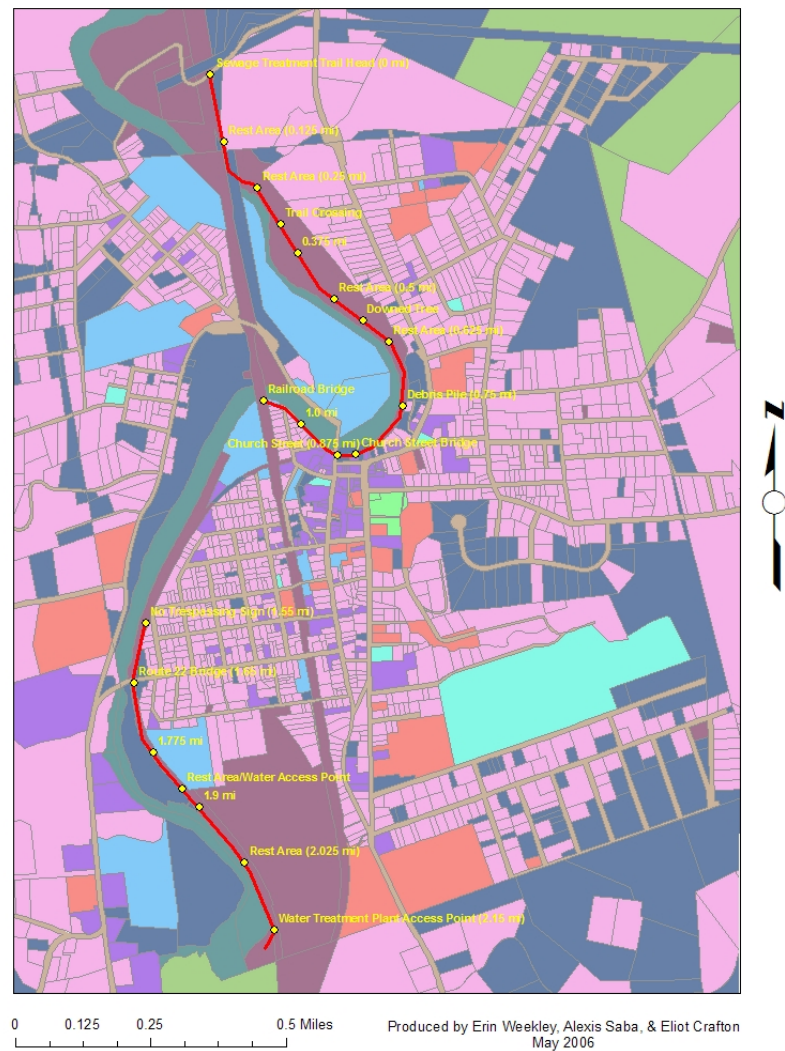 Sewage Treatment Trail Head (0 mi)
Rest Area (0.125 mi)
Rest Area (0.25 mi)
Trail Crossing
0.375 mi
Rest Area (0.5 mi)
Downed Tree
Rest Area (0.625 mi)
Railroad Bridge
Debris Pile (0.75 mi)
1.0 mi
Church Street (0.875 mi)
Church Street Bridge
N
No Trespassing Sign (1.55 mi)
Route 22 Bridge (1.65 mi)
1.775 mi
Rest Area/Water Access Point
1.9 mi
Rest Area (2.025 mi)
Water Treatment Plant Access Point (2.15 mi)
0 0.125 0.25 0.5 Miles
Produced by Erin Weekley, Alexis Saba, & Eliot Crafton
May 2006